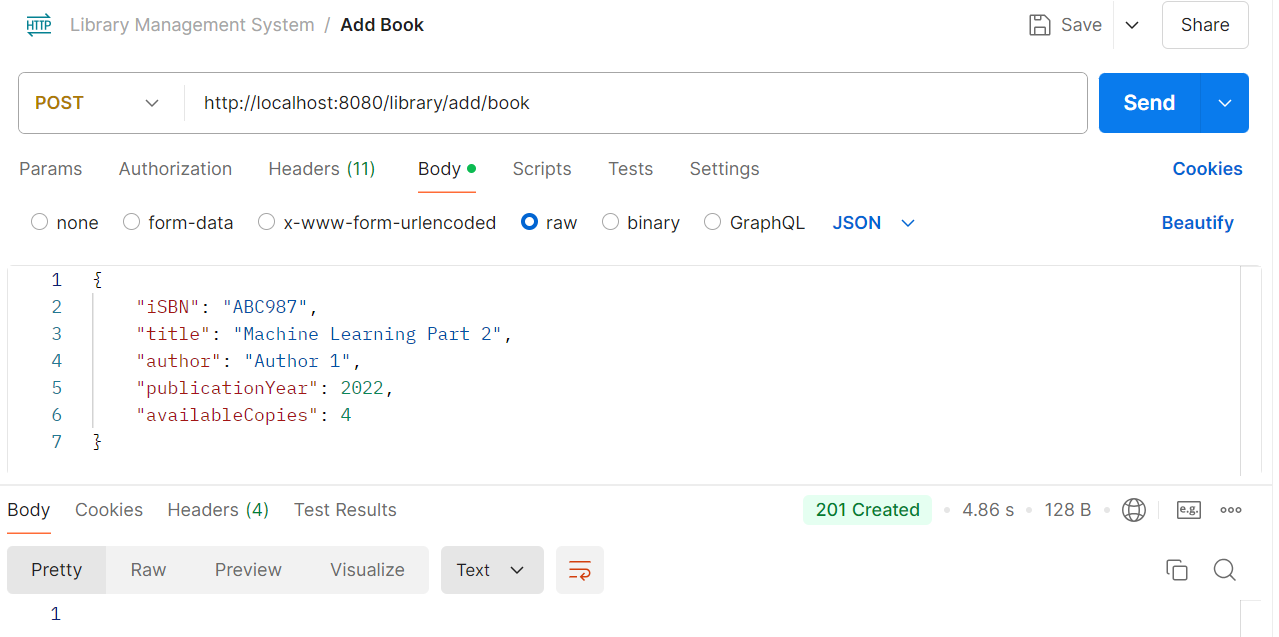 HTTP Library Management System / Add Book Save Share
POST http://localhost:8080/library/add/book Send
Params Authorization Headers (11) Body Scripts Tests Settings Cookies
none form-data x-www-form-urlencoded raw binary GraphQL JSON Beautify
1 {
2 "iSBN": "ABC987",
3 "title": "Machine Learning Part 2",
4 "author": "Author 1",
5 "publicationYear": 2022,
6 "availableCopies": 4
7 }
Body Cookies Headers (4) Test Results 201 Created 4.86 s 128 B e.g.
Pretty Raw Preview Visualize Text
1